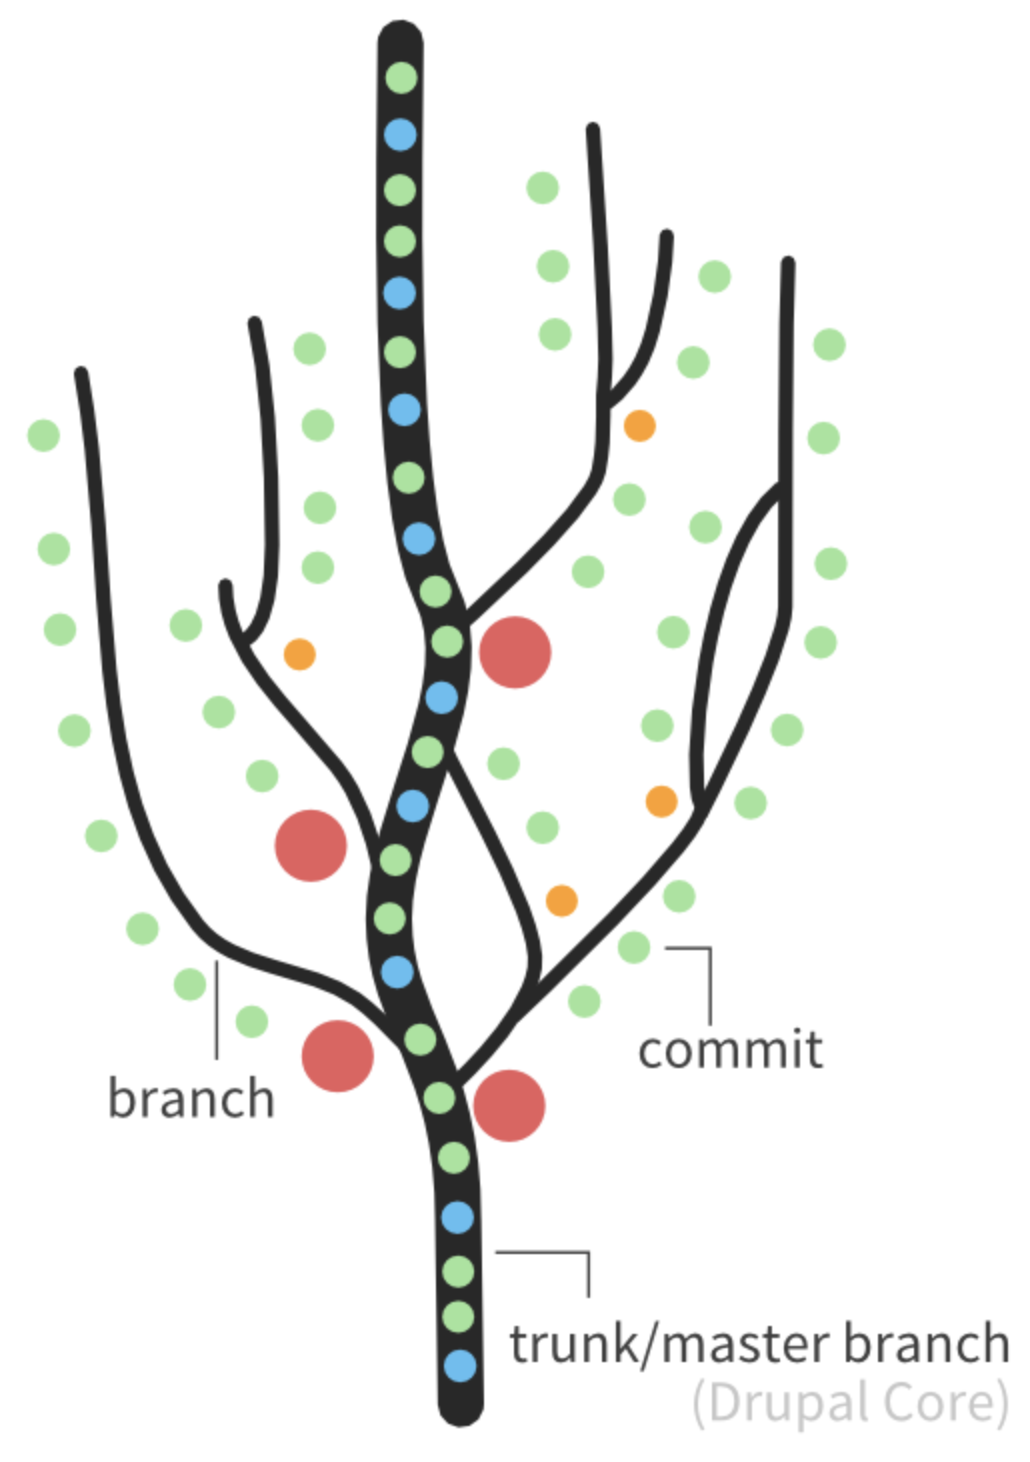 commit
branch
trunk/master branch
(Drupal Core)